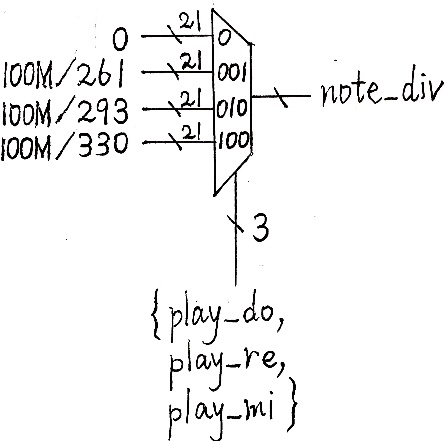 0 21 0
100M/261 21 001
100M/293 21 010
100M/330 21 100
note_div
3
{play_do,
play_re,
play_mi}